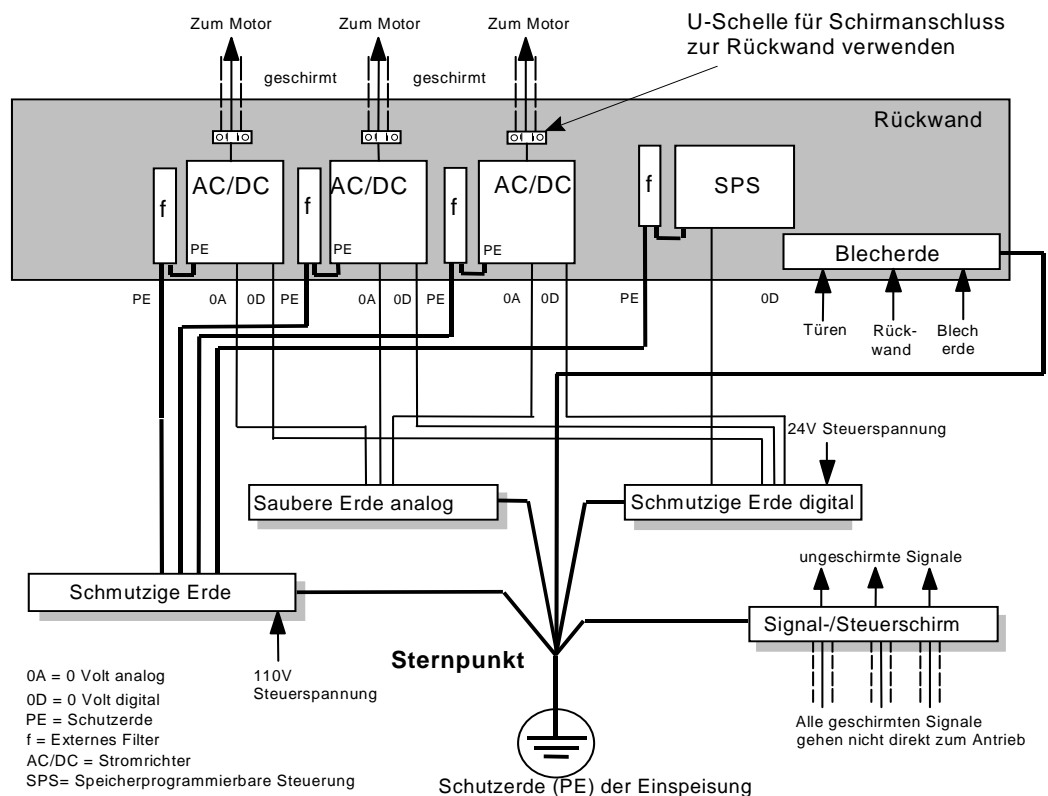 Zum Motor
Zum Motor
Zum Motor
U-Schelle für Schirmanschluss
zur Rückwand verwenden
geschirmt
geschirmt
Rückwand
AC/DC
AC/DC
AC/DC
SPS
f
f
f
f
PE
PE
PE
Blecherde
PE
0A
0D
PE
0A
0D
PE
0A
0D
PE
0D
Türen
Rück-
wand
Blech
erde
24V Steuerspannung
Saubere Erde analog
Schmutzige Erde digital
ungeschirmte Signale
Schmutzige Erde
Signal-/Steuerschirm
Sternpunkt
110V
Steuerspannung
0A = 0 Volt analog
0D = 0 Volt digital
PE = Schutzerde
f = Externes Filter
AC/DC = Stromrichter
SPS= Speicherprogrammierbare Steuerung
Alle geschirmten Signale
gehen nicht direkt zum Antrieb
Schutzerde (PE) der Einspeisung